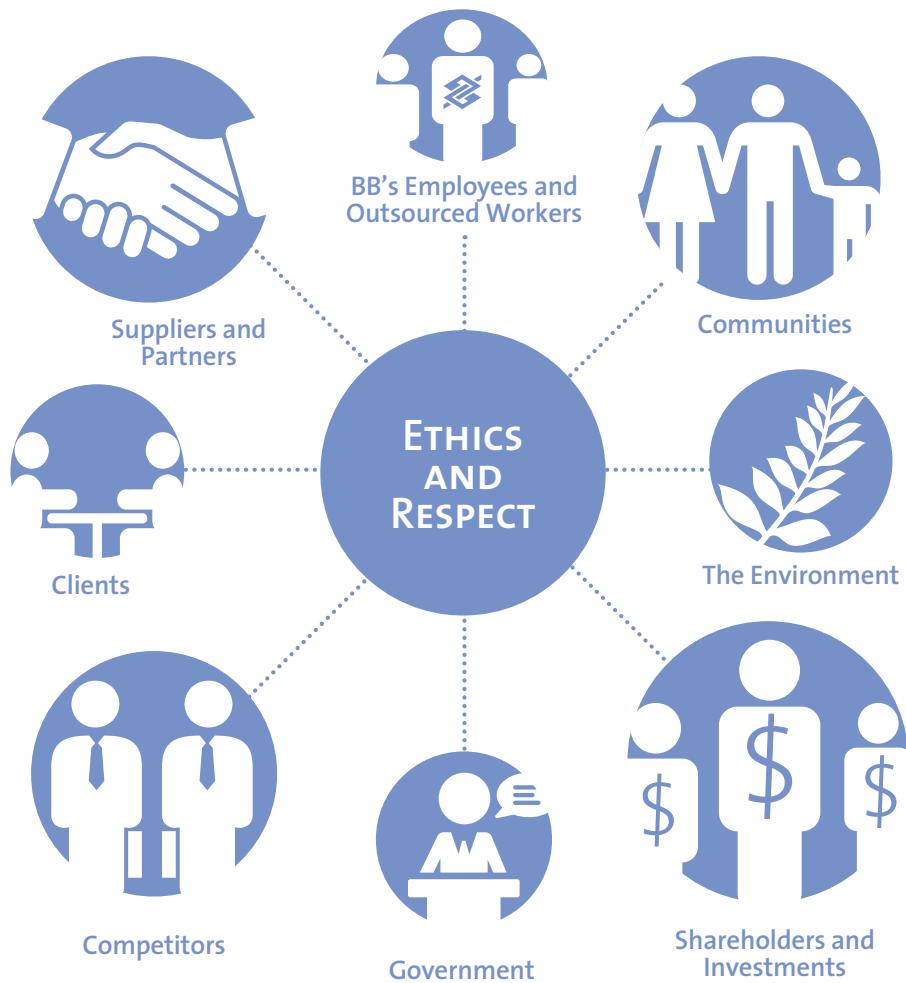 BB's Employees and
Outsourced Workers
Suppliers and
Partners
Communities
ETHICS
AND
RESPECT
Clients
The Environment
$
$
$
Competitors
Government
Shareholders and
Investments